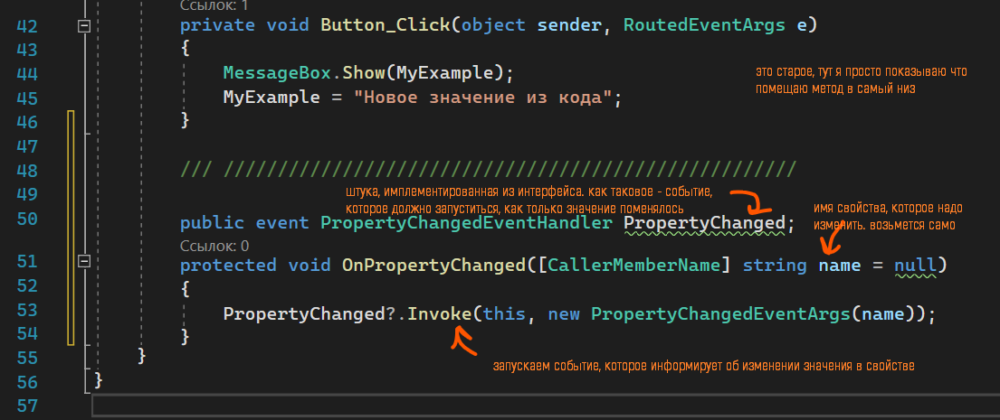 Ссылок: 1
42 private void Button_Click(object sender, RoutedEventArgs e)
43 {
44 MessageBox.Show(MyExample);
это старое, тут я просто показываю что
помещаю метод в самый низ
45 MyExample = "Новое значение из кода";
46 }
47
48 /// ////////////////////////////////////////////////////
49
штука, имплементированная из интерфейса. как таковое - событие,
которое должно запуститься, как только значение поменялось
50 public event PropertyChangedEventHandler PropertyChanged;
имя свойства, которое надо
изменить. возьмется само
Ссылок: 0
51 protected void OnPropertyChanged([CallerMemberName] string name = null)
52 {
53 PropertyChanged?.Invoke(this, new PropertyChangedEventArgs(name));
54 }
запускаем событие, которое информирует об изменении значения в свойстве
55 }
56 }
57